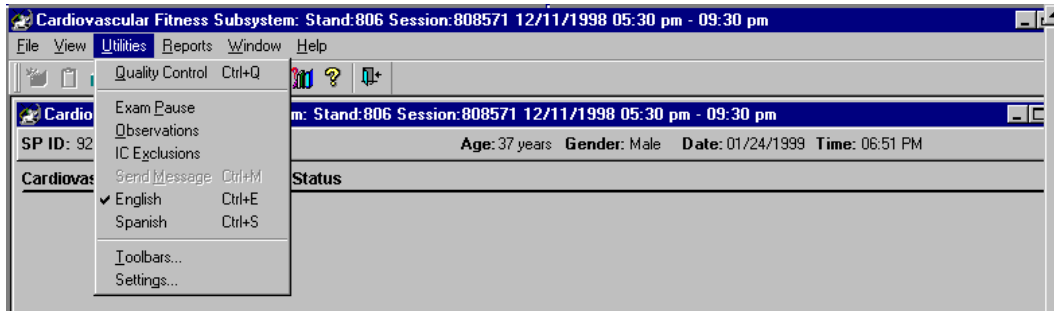 Cardiovascular Fitness Subsystem: Stand:806 Session:808571 12/11/1998 05:30 pm - 09:30 pm
File View Utilities Reports Window Help
Quality Control Ctrl+Q
Exam Pause
Cardio m: Stand:806 Session:808571 12/11/1998 05:30 pm - 09:30 pm
Observations
SP ID: 92 Age: 37 years Gender: Male Date: 01/24/1999 Time: 06:51 PM
IC Exclusions
Send Message Ctrl+M
Cardiovas Status
English Ctrl+E
Spanish Ctrl+S
Toolbars...
Settings...